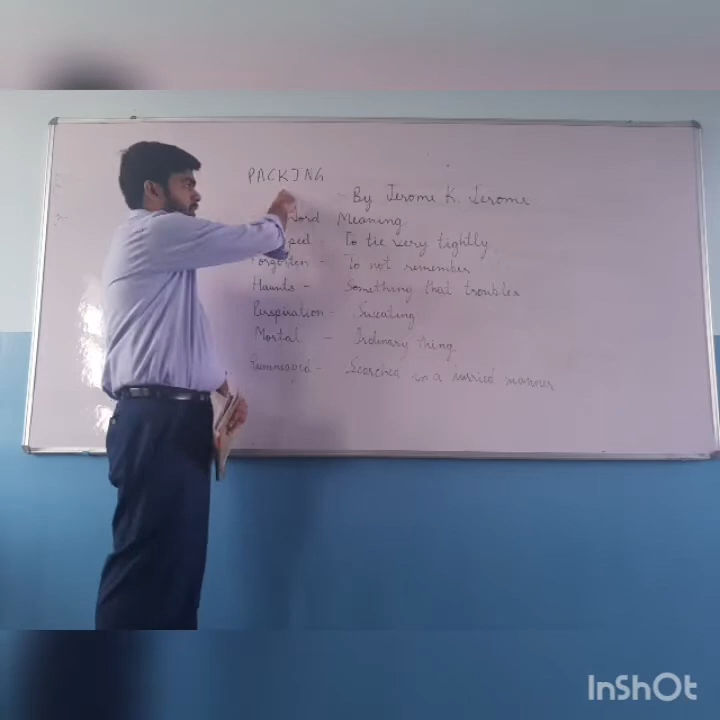 PACKING
- By Jerome K. Jerome
Word Meaning
To tie very tightly
Forgotten - To not remember
Haunts - Something that troubles
Perspiration - Sweating
Mortal - Ordinary thing
Rummaged - Searched in a hurried manner
InShOt